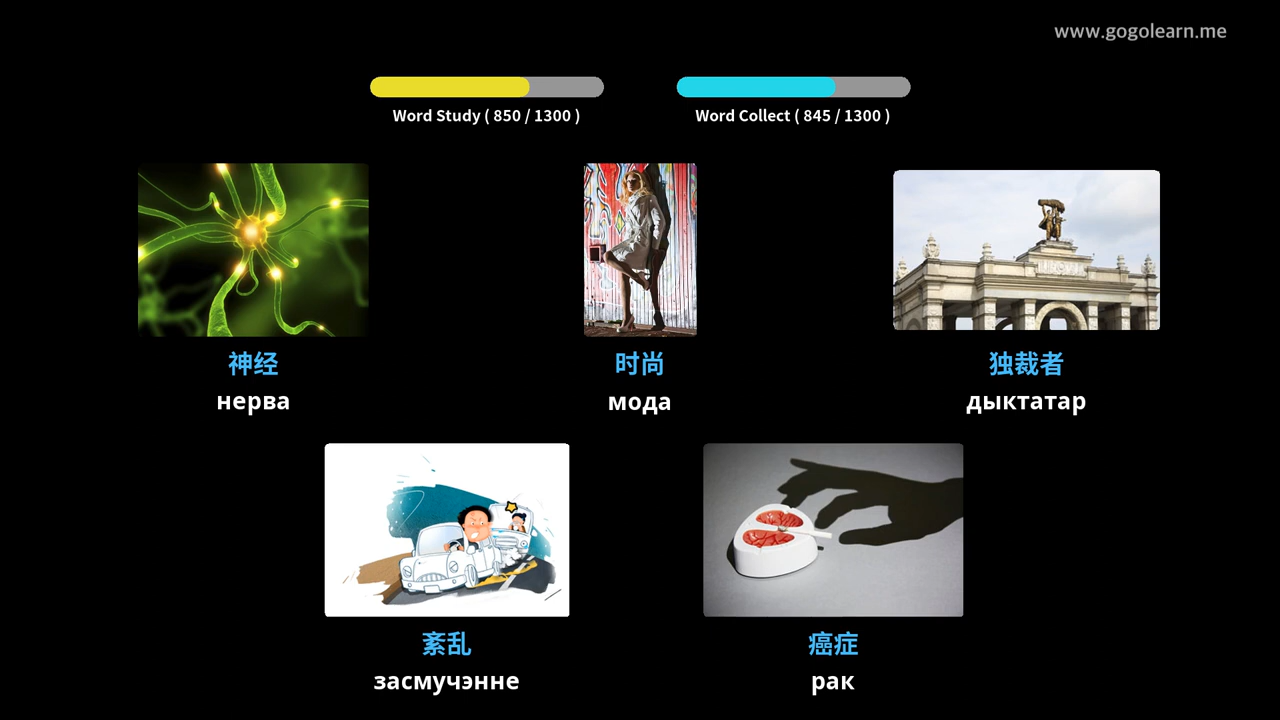 www.gogolearn.me
Word Study ( 850 / 1300 )
Word Collect ( 845 / 1300 )
神经
нерва
时尚
мода
独裁者
дыктатар
紊乱
засмучэнне
癌症
рак